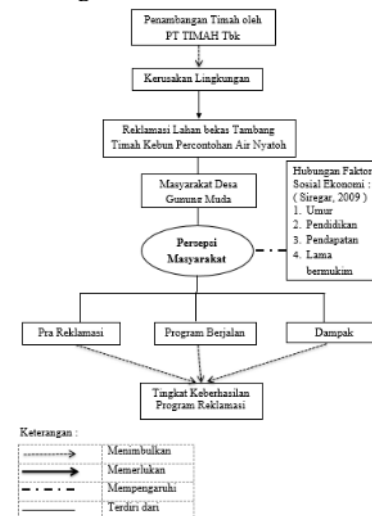 Penambangan Timah oleh
PT TIMAH Tbk
Kerusakan Lingkungan
Reklamasi Lahan bekas Tambang
Timah Kebun Percontohan Air Nyatoh
Masyarakat Desa
Gunung Muda
Hubungan Faktor
Sosial Ekonomi :
( Siregar, 2009 )
1. Umur
2. Pendidikan
3. Pendapatan
4. Lama
bermukim
Persepsi
Masyarakat
Pra Reklamasi
Program Berjalan
Dampak
Tingkat Keberhasilan
Program Reklamasi
Keterangan :
Menimbulkan
Memerlukan
Mempengaruhi
Terdiri dari